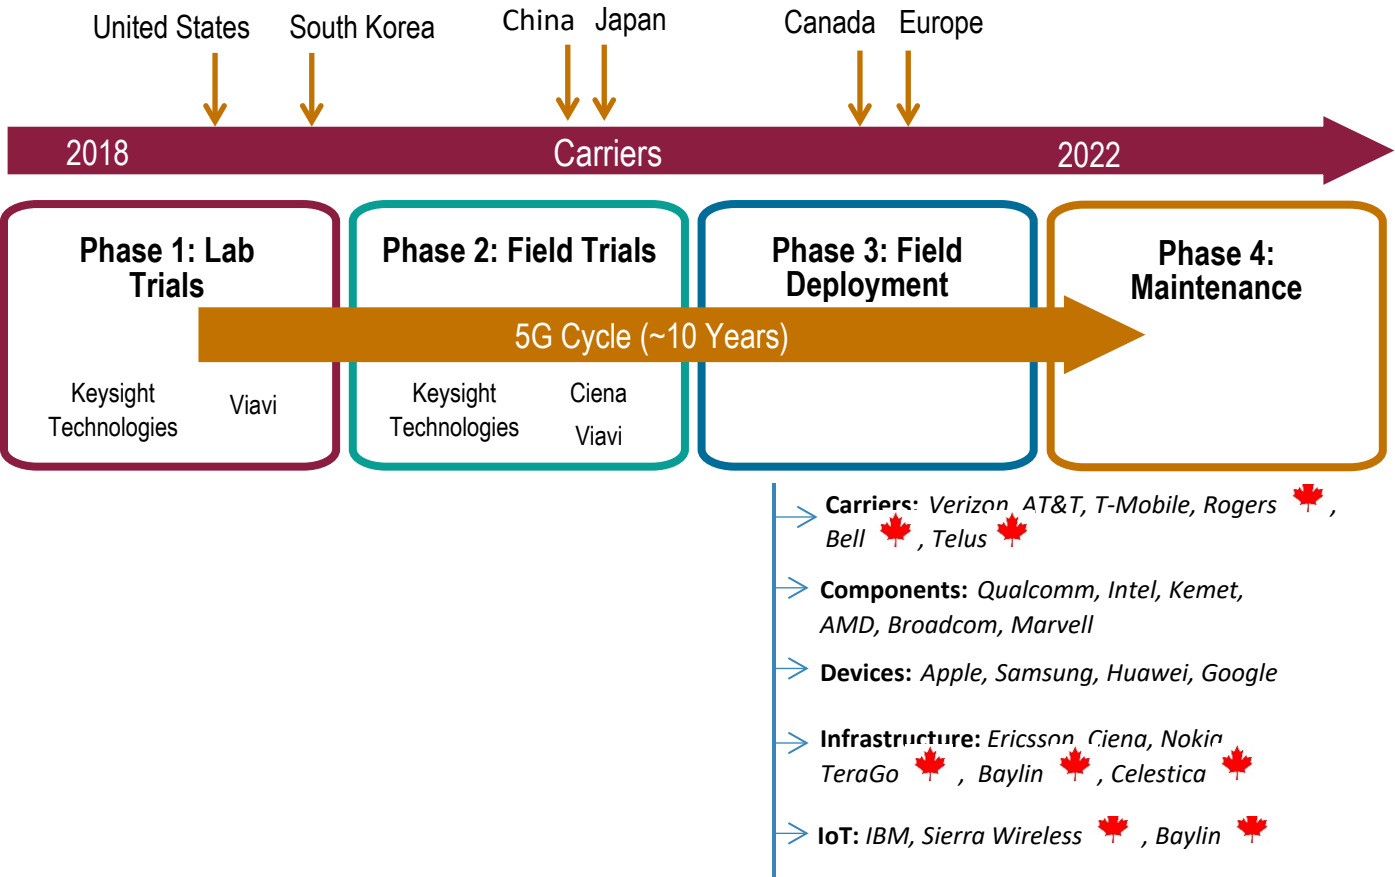 United States South Korea China Japan Canada Europe
2018 Carriers 2022
Phase 1: Lab
Trials
Phase 2: Field Trials
Phase 3: Field
Deployment
Phase 4:
Maintenance
5G Cycle (~10 Years)
Keysight
Technologies
Viavi
Keysight
Technologies
Ciena
Viavi
Carriers: Verizon, AT&T, T-Mobile, Rogers ,
Bell , Telus
Components: Qualcomm, Intel, Kemet,
AMD, Broadcom, Marvell
Devices: Apple, Samsung, Huawei, Google
Infrastructure: Ericsson, Ciena, Nokia
TeraGo , Baylin , Celestica
IoT: IBM, Sierra Wireless , Baylin